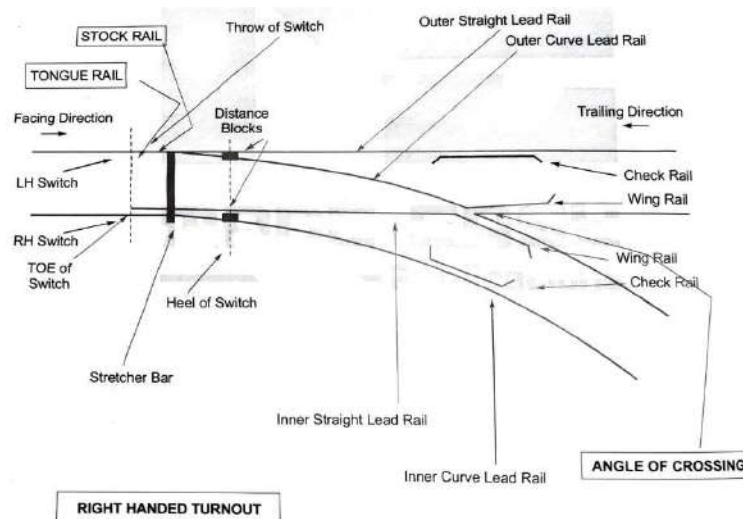 STOCK RAIL
Throw of Switch
Outer Straight Lead Rail
Outer Curve Lead Rail
TONGUE RAIL
Facing Direction
Distance
Blocks
Trailing Direction
LH Switch
Check Rail
Wing Rail
RH Switch
TOE of
Switch
Wing Rail
Check Rail
Heel of Switch
Stretcher Bar
Inner Straight Lead Rail
Inner Curve Lead Rail
ANGLE OF CROSSING
RIGHT HANDED TURNOUT